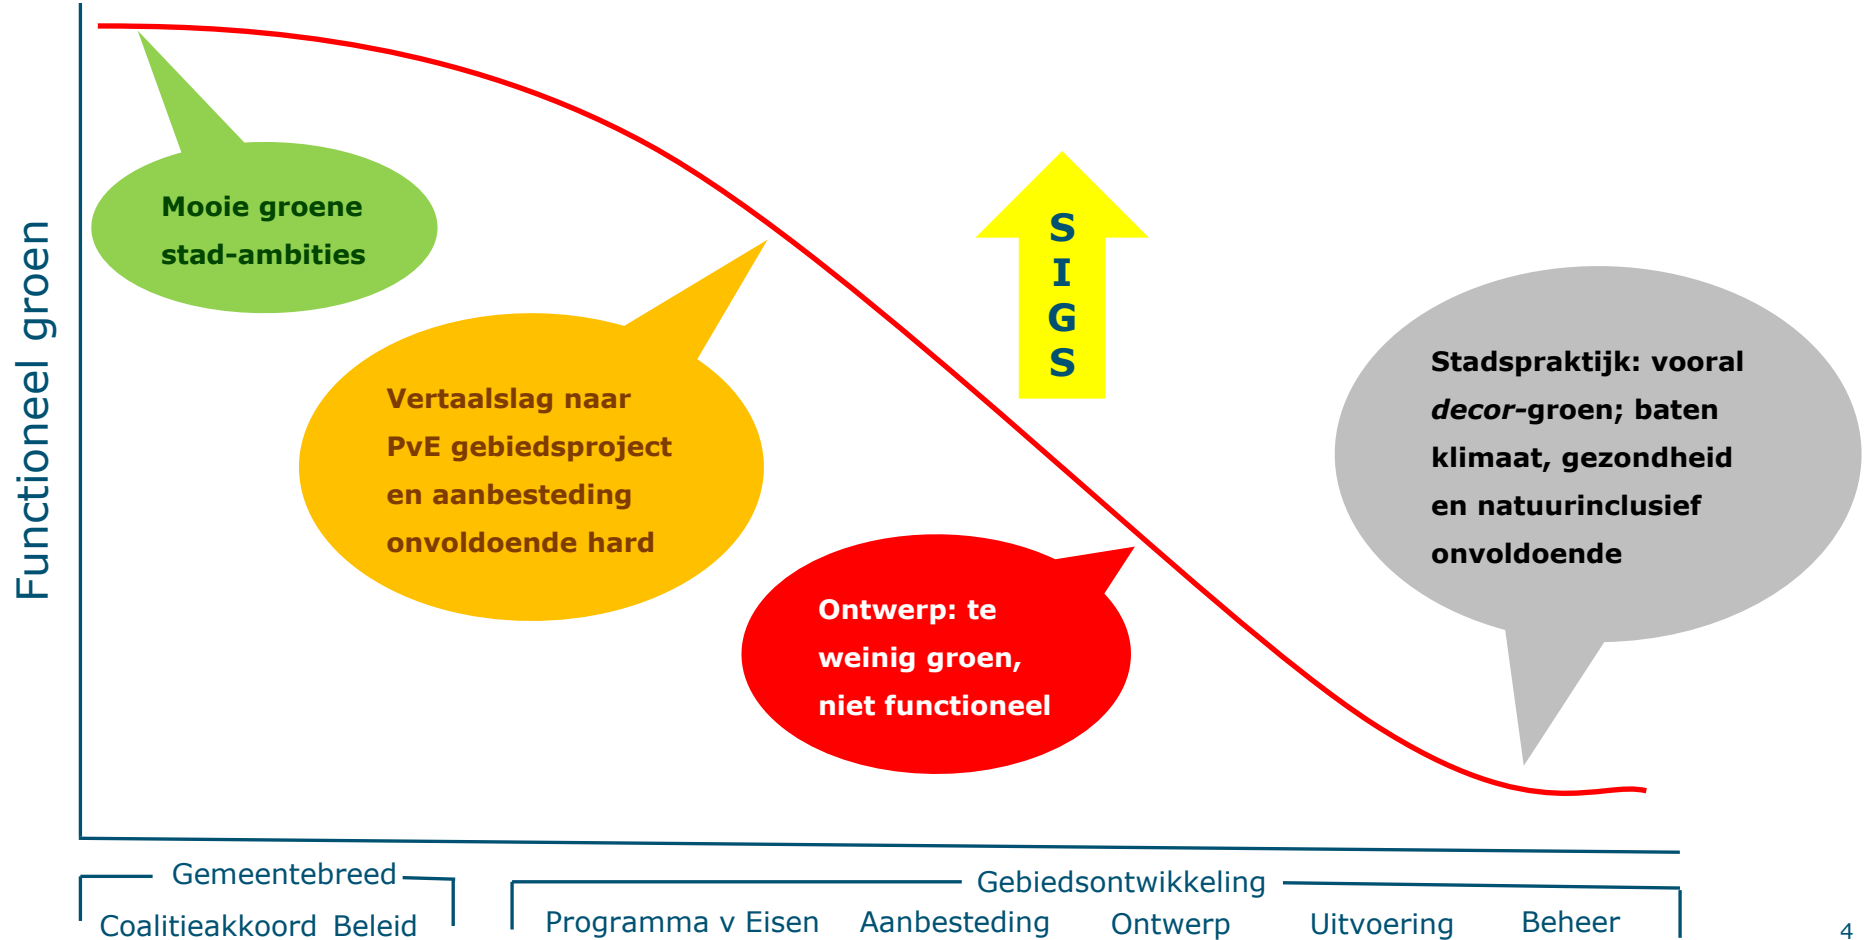 Functioneel groen
Mooie groene
stad-ambities
Vertaalslag naar
PvE gebiedsproject
en aanbesteding
onvoldoende hard
S
I
G
S
Ontwerp: te
weinig groen,
niet functioneel
Stadspraktijk: vooral
decor-groen; baten
klimaat, gezondheid
en natuurinclusief
onvoldoende
Gemeentebreed
Gebiedsontwikkeling
Coalitieakkoord Beleid
Programma v Eisen Aanbesteding Ontwerp Uitvoering Beheer
4